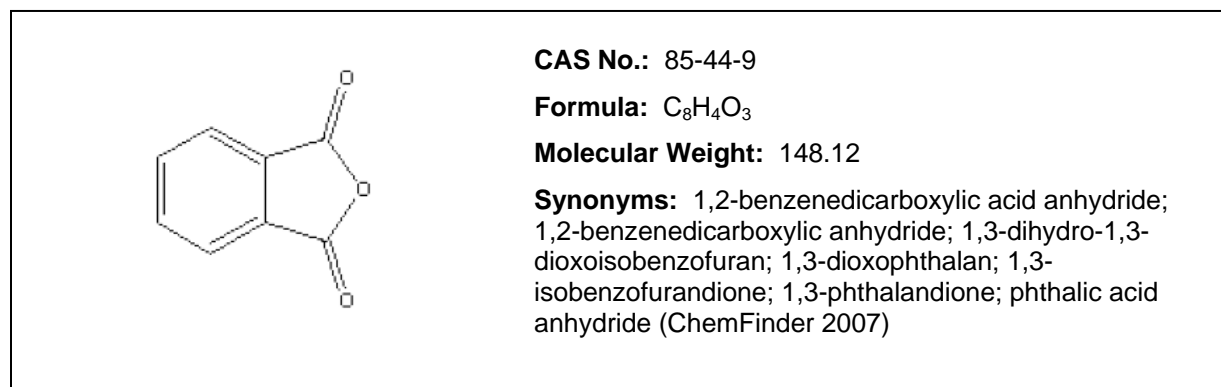 O
O
O
CAS No.: 85-44-9
Formula: C₈H₄O₃
Molecular Weight: 148.12
Synonyms: 1,2-benzenedicarboxylic acid anhydride;
1,2-benzenedicarboxylic anhydride; 1,3-dihydro-1,3-
dioxoisobenzofuran; 1,3-dioxophthalan; 1,3-
isobenzofurandione; 1,3-phthalandione; phthalic acid
anhydride (ChemFinder 2007)